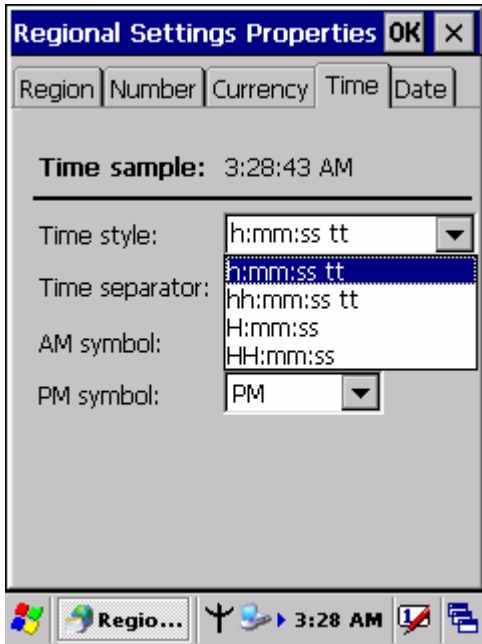 Regional Settings Properties OK ×
Region Number Currency Time Date
Time sample: 3:28:43 AM
Time style: h:mm:ss tt
h:mm:ss tt
Time separator:
hh:mm:ss tt
H:mm:ss
AM symbol:
HH:mm:ss
PM symbol: PM
Regio... 3:28 AM